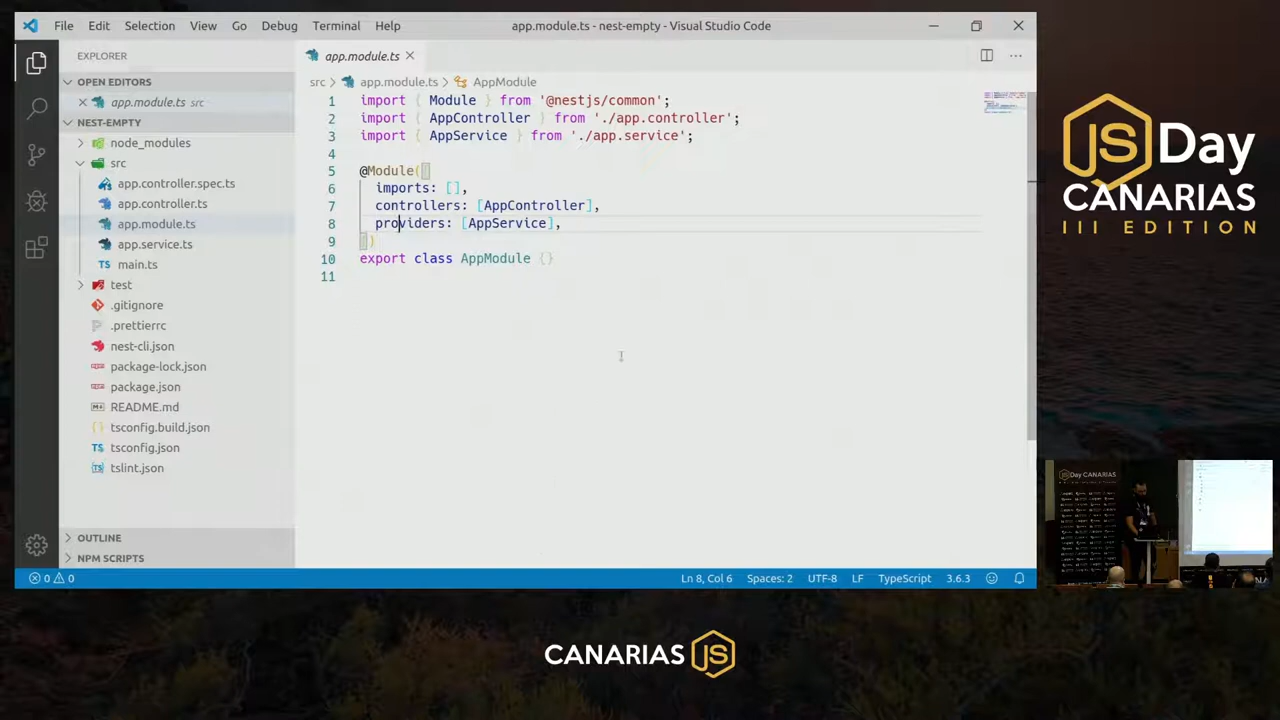 File Edit Selection View Go Debug Terminal Help
app.module.ts - nest-empty - Visual Studio Code
EXPLORER
OPEN EDITORS
app.module.ts src
NEST-EMPTY
node_modules
src
app.controller.spec.ts
app.controller.ts
app.module.ts
app.service.ts
main.ts
test
.gitignore
.prettierrc
nest-cli.json
package-lock.json
package.json
README.md
tsconfig.build.json
TS tsconfig.json
TS tslint.json
OUTLINE
NPM SCRIPTS
app.module.ts
src > app.module.ts > AppModule
1 import { Module } from '@nestjs/common';
2 import { AppController } from './app.controller';
3 import { AppService } from './app.service';
4
5 @Module({
6 imports: [],
7 controllers: [AppController],
8 providers: [AppService],
9 })
10 export class AppModule {}
11
0 0
Ln 8, Col 6 Spaces: 2 UTF-8 LF TypeScript 3.6.3
JS Day
CANARIAS
III EDITION
JS Day CANARIAS
CANARIAS JS